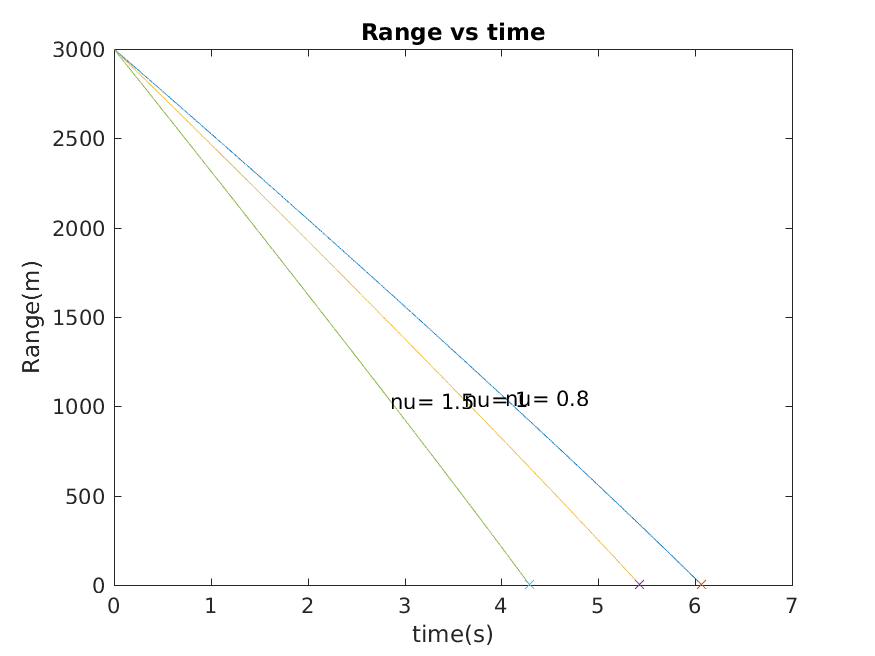 Range vs time
3000
2500
2000
1500
1000
500
0
Range(m)
nu= 1.5
nu= 1
nu= 0.8
0 1 2 3 4 5 6 7
time(s)